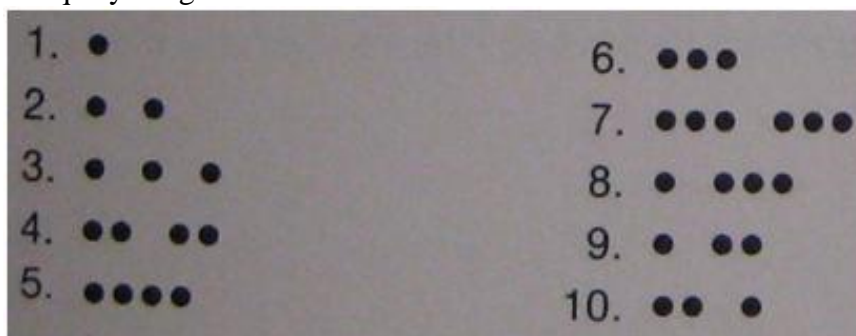 1. ●
2. ● ●
3. ● ● ●
4. ●● ●●
5. ●●●●
6. ●●●
7. ●●● ●●●
8. ● ●●●
9. ● ●●
10. ●● ●